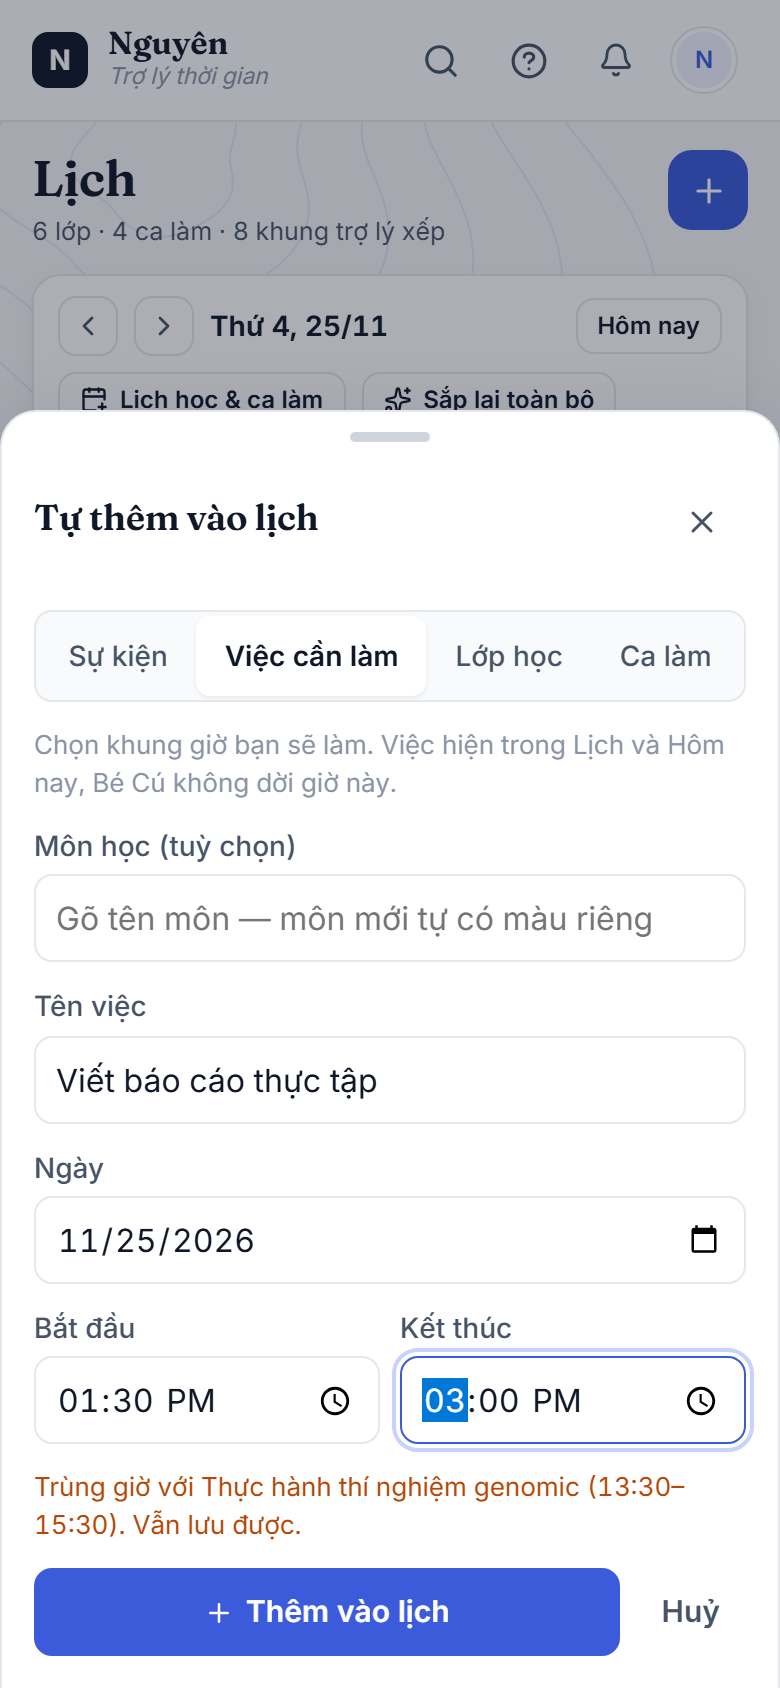 N
Nguyên
Trợ lý thời gian
N
Lịch
6 lớp · 4 ca làm · 8 khung trợ lý xếp
Thứ 4, 25/11
Hôm nay
Lịch học & ca làm
Sắp lại toàn bộ
Tự thêm vào lịch
Sự kiện
Việc cần làm
Lớp học
Ca làm
Chọn khung giờ bạn sẽ làm. Việc hiện trong Lịch và Hôm
nay, Bé Cú không dời giờ này.
Môn học (tuỳ chọn)
Gõ tên môn — môn mới tự có màu riêng
Tên việc
Viết báo cáo thực tập
Ngày
11/25/2026
Bắt đầu
Kết thúc
01:30 PM
03:00 PM
Trùng giờ với Thực hành thí nghiệm genomic (13:30–
15:30). Vẫn lưu được.
+ Thêm vào lịch
Huỷ